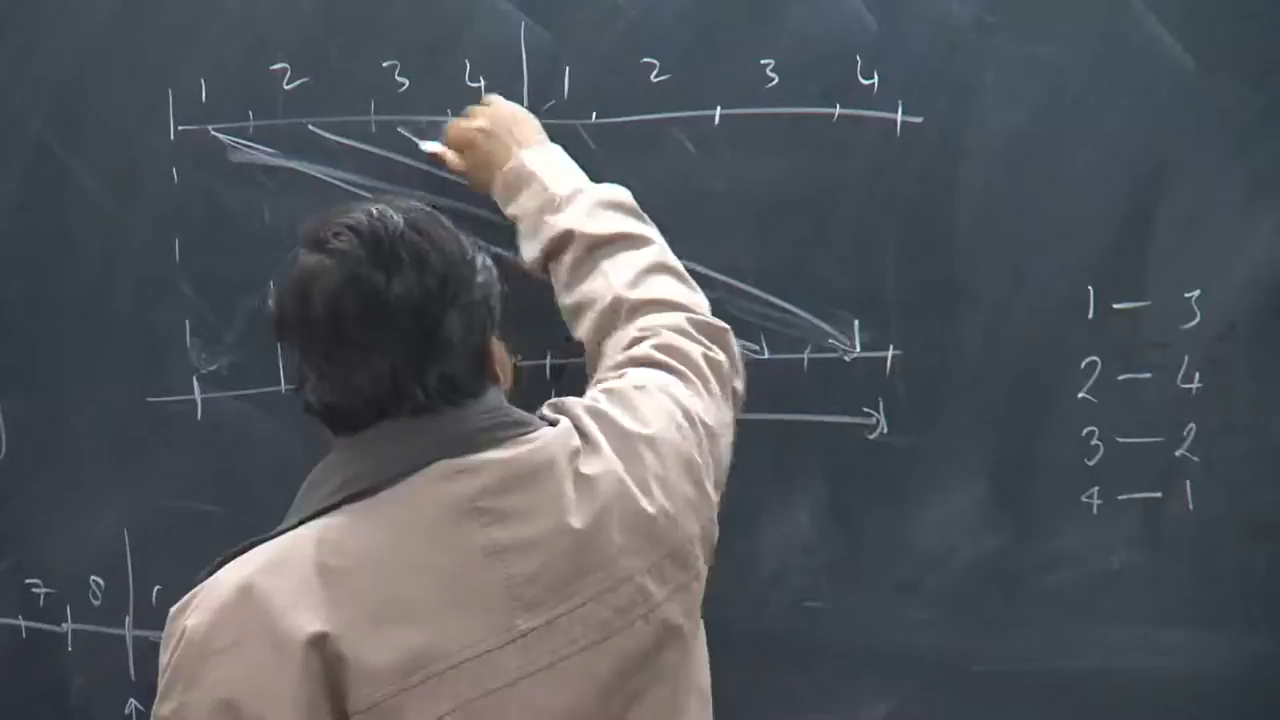 1 2 3 4 1 2 3 4
1 — 3
2 — 4
3 — 2
4 — 1
7 8